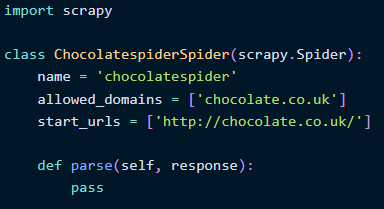 import scrapy
class ChocolatespiderSpider(scrapy.Spider):
    name = 'chocolatespider'
    allowed_domains = ['chocolate.co.uk']
    start_urls = ['http://chocolate.co.uk/']
    def parse(self, response):
        pass